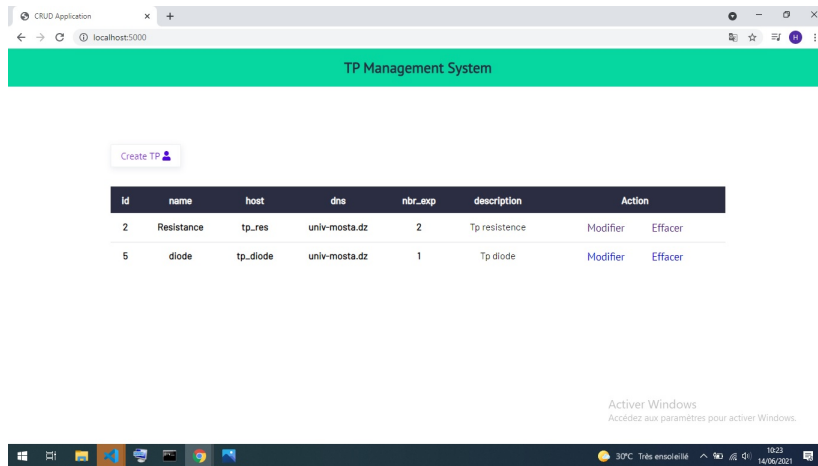 CRUD Application
localhost:5000
H
TP Management System
Create TP
id name host dns nbr_exp description Action
2 Resistance tp_res univ-mosta.dz 2 Tp resistence Modifier Effacer
5 diode tp_diode univ-mosta.dz 1 Tp diode Modifier Effacer
Activer Windows
Accédez aux paramètres pour activer Windows.
30°C Très ensoleillé
10:23
14/06/2021